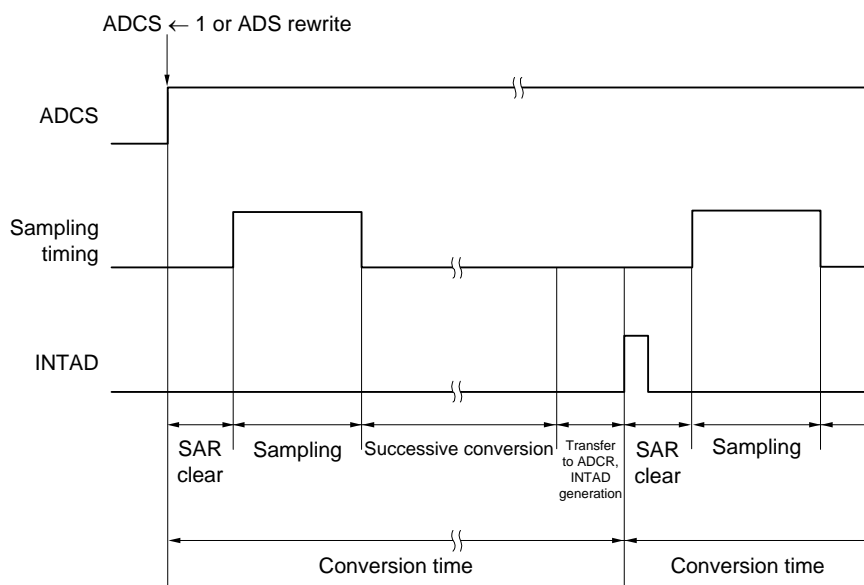 ADCS ← 1 or ADS rewrite
ADCS
Sampling
timing
INTAD
SAR
clear
Sampling
Successive conversion
Transfer
to ADCR,
INTAD
generation
SAR
clear
Sampling
Conversion time
Conversion time